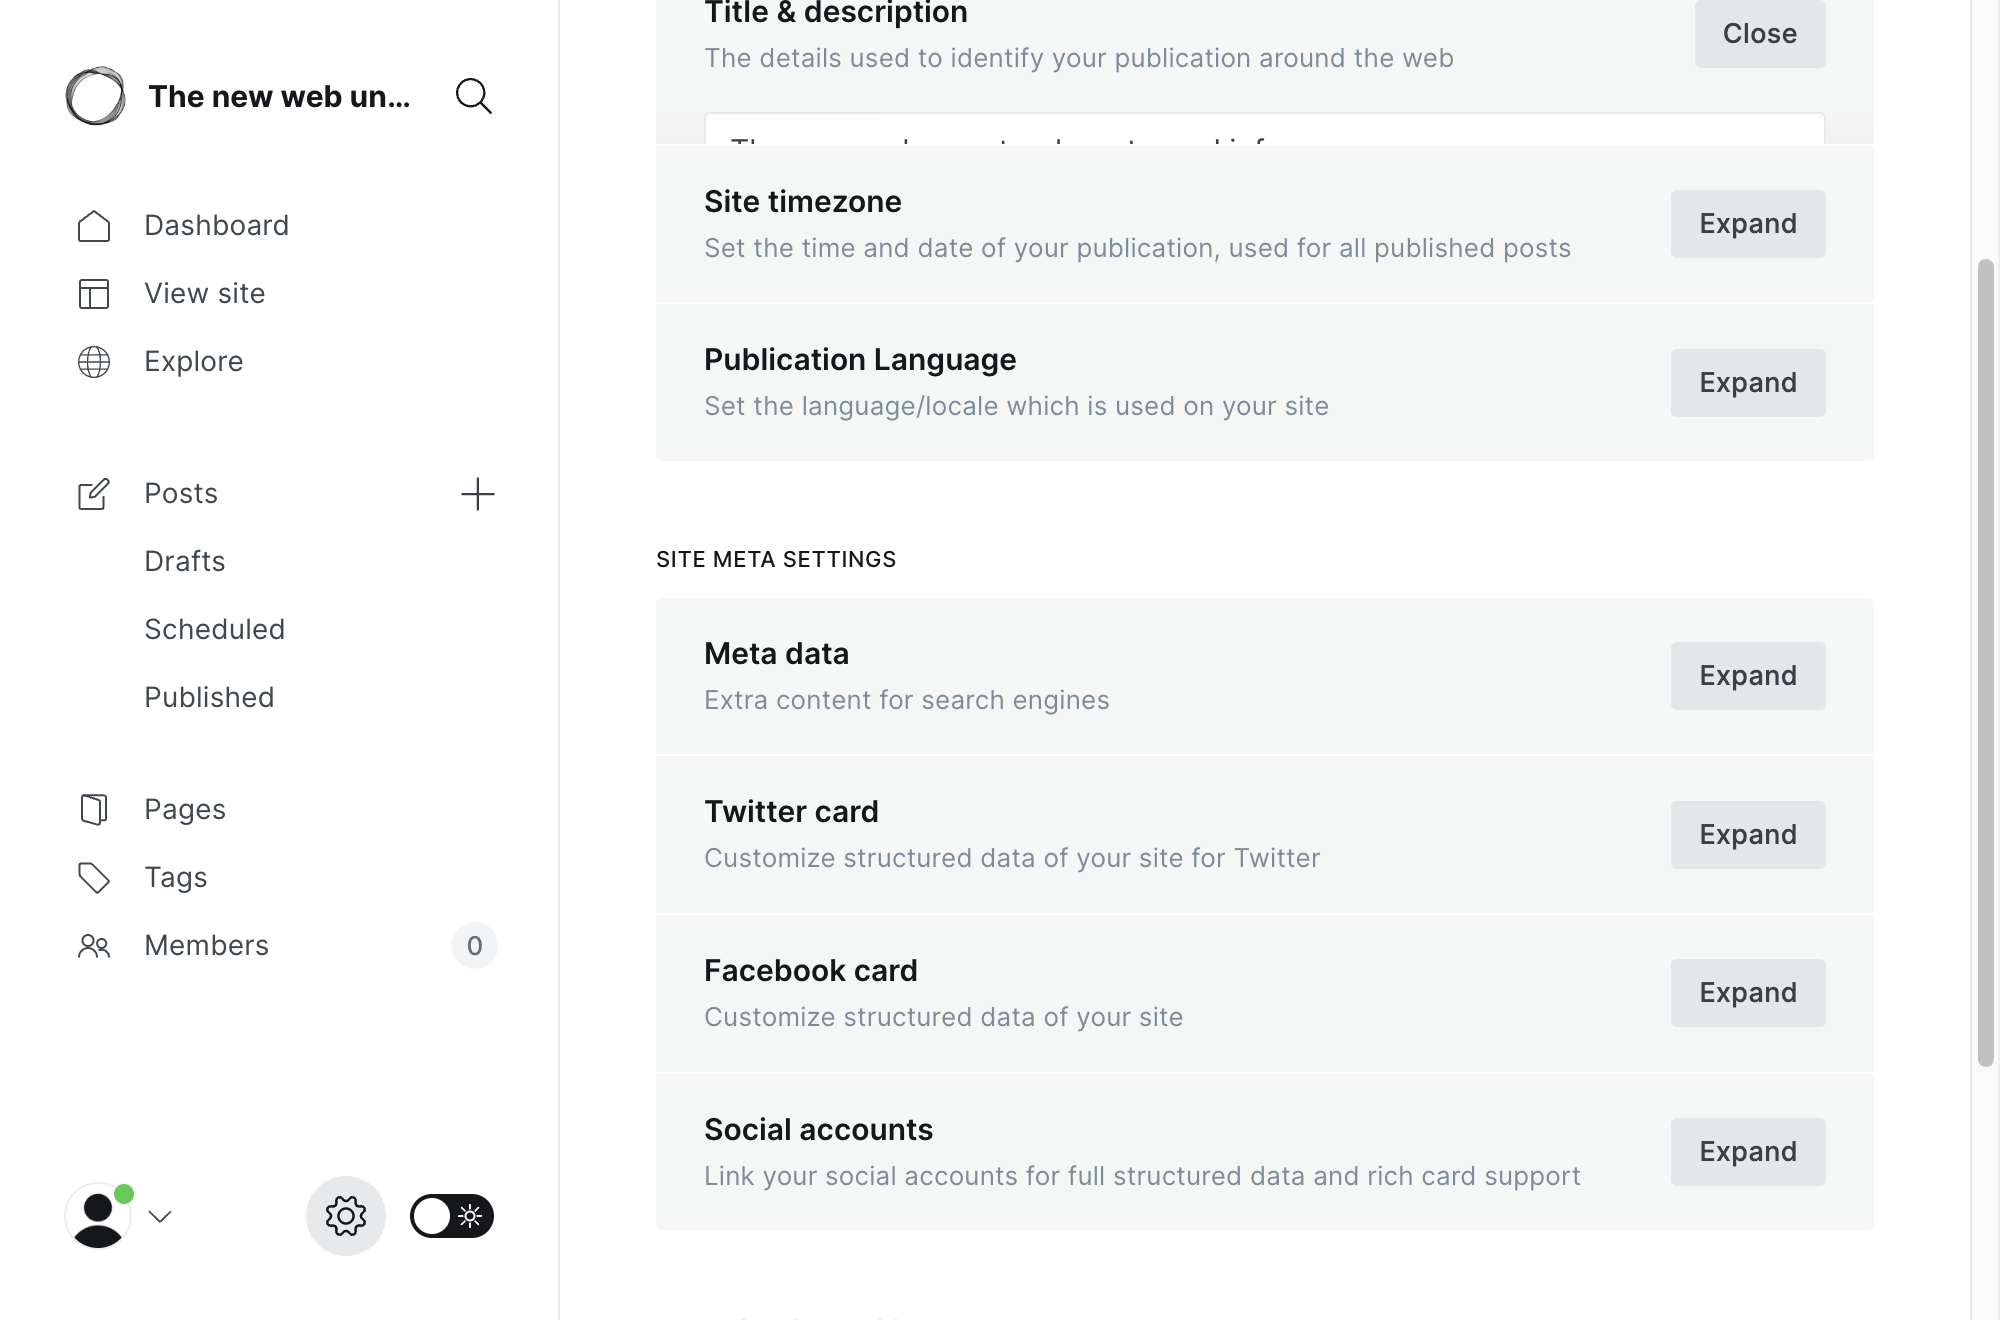 The new web un...
Dashboard
View site
Explore
Posts
Drafts
Scheduled
Published
Pages
Tags
Members
0
Title & description
The details used to identify your publication around the web
Close
Site timezone
Set the time and date of your publication, used for all published posts
Expand
Publication Language
Set the language/locale which is used on your site
Expand
SITE META SETTINGS
Meta data
Extra content for search engines
Expand
Twitter card
Customize structured data of your site for Twitter
Expand
Facebook card
Customize structured data of your site
Expand
Social accounts
Link your social accounts for full structured data and rich card support
Expand